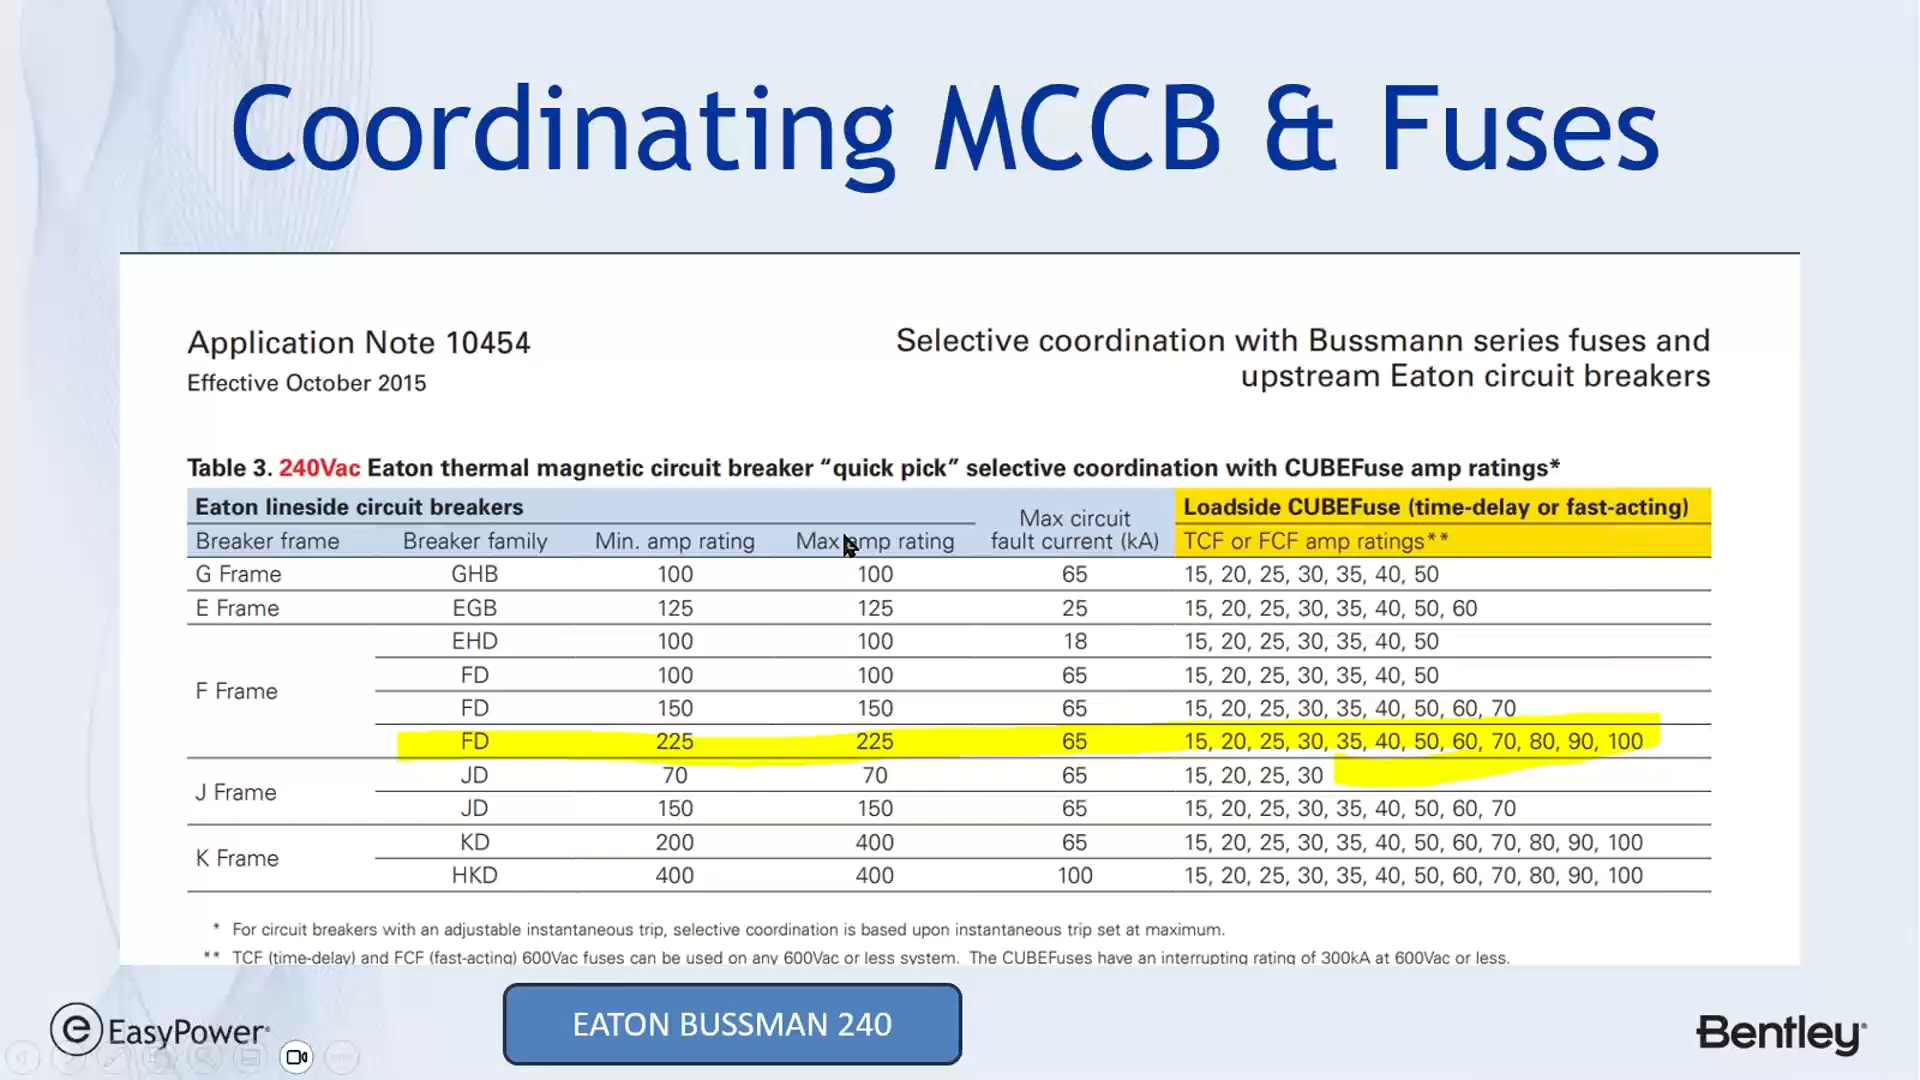 Coordinating MCCB & Fuses
Application Note 10454
Effective October 2015
Selective coordination with Bussmann series fuses and
upstream Eaton circuit breakers
Table 3. 240Vac Eaton thermal magnetic circuit breaker “quick pick” selective coordination with CUBEFuse amp ratings*
Eaton lineside circuit breakers Max circuit fault current (kA) Loadside CUBEFuse (time-delay or fast-acting)
Breaker frame Breaker family Min. amp rating Max amp rating TCF or FCF amp ratings**
G Frame GHB 100 100 65 15, 20, 25, 30, 35, 40, 50
E Frame EGB 125 125 25 15, 20, 25, 30, 35, 40, 50, 60
F Frame EHD 100 100 18 15, 20, 25, 30, 35, 40, 50
FD 100 100 65 15, 20, 25, 30, 35, 40, 50
FD 150 150 65 15, 20, 25, 30, 35, 40, 50, 60, 70
FD 225 225 65 15, 20, 25, 30, 35, 40, 50, 60, 70, 80, 90, 100
J Frame JD 70 70 65 15, 20, 25, 30
JD 150 150 65 15, 20, 25, 30, 35, 40, 50, 60, 70
K Frame KD 200 400 65 15, 20, 25, 30, 35, 40, 50, 60, 70, 80, 90, 100
HKD 400 400 100 15, 20, 25, 30, 35, 40, 50, 60, 70, 80, 90, 100
* For circuit breakers with an adjustable instantaneous trip, selective coordination is based upon instantaneous trip set at maximum.
** TCF (time-delay) and FCF (fast-acting) 600Vac fuses can be used on any 600Vac or less system. The CUBEFuses have an interrupting rating of 300kA at 600Vac or less.
EATON BUSSMAN 240
e EasyPower
Bentley